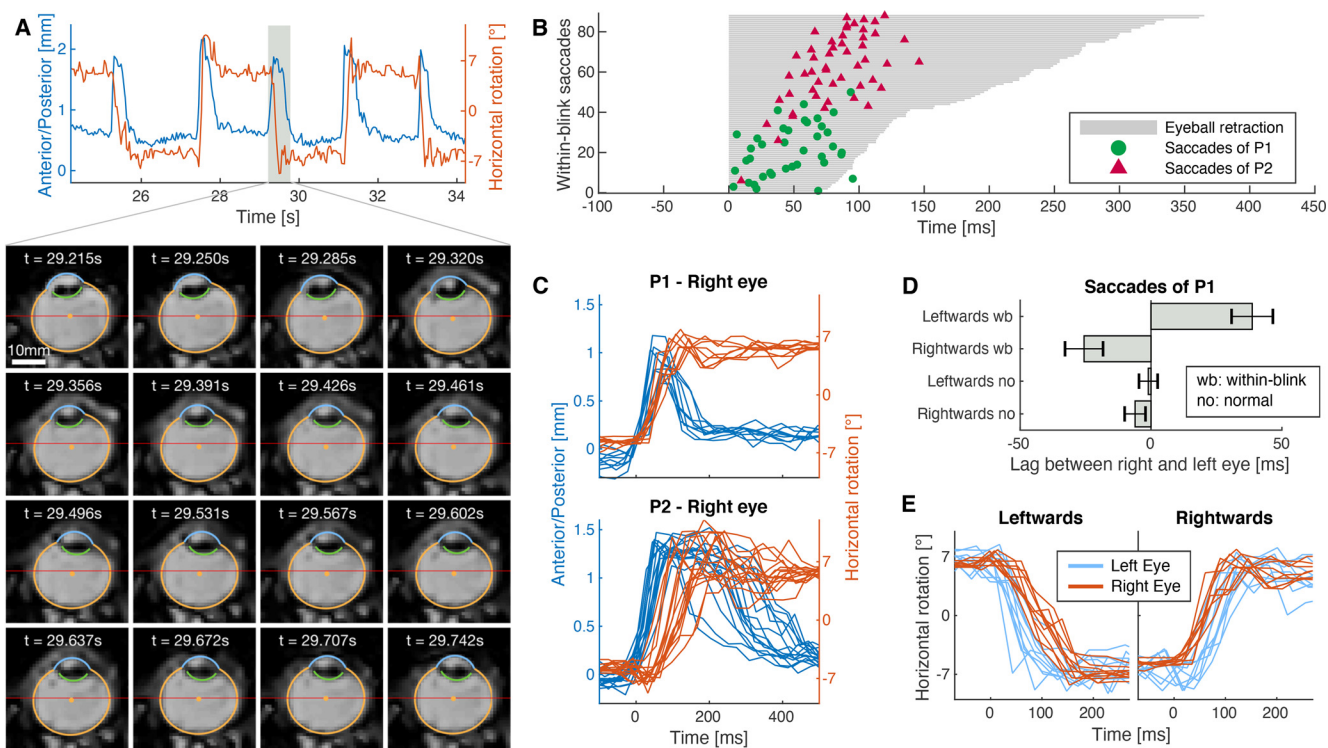 A
Anterior/Posterior [mm]
2
1
0
Horizontal rotation [°]
7
0
-7
26
28
30
32
34
Time [s]
t = 29.215s
t = 29.250s
t = 29.285s
t = 29.320s
10mm
t = 29.356s
t = 29.391s
t = 29.426s
t = 29.461s
t = 29.496s
t = 29.531s
t = 29.567s
t = 29.602s
t = 29.637s
t = 29.672s
t = 29.707s
t = 29.742s
B
Within-blink saccades
80
60
40
20
0
-100
-50
0
50
100
150
200
250
300
350
400
450
Time [ms]
Eyeball retraction
Saccades of P1
Saccades of P2
C
P1 - Right eye
1.5
1
0.5
0
7
0
-7
P2 - Right eye
1.5
1
0.5
0
7
0
-7
Anterior/Posterior [mm]
Horizontal rotation [°]
0
200
400
Time [ms]
D
Saccades of P1
Leftwards wb
Rightwards wb
Leftwards no
Rightwards no
wb: within-blink
no: normal
-50
0
50
Lag between right and left eye [ms]
E
Leftwards
Rightwards
Horizontal rotation [°]
7
0
-7
Left Eye
Right Eye
0
100
200
0
100
200
Time [ms]